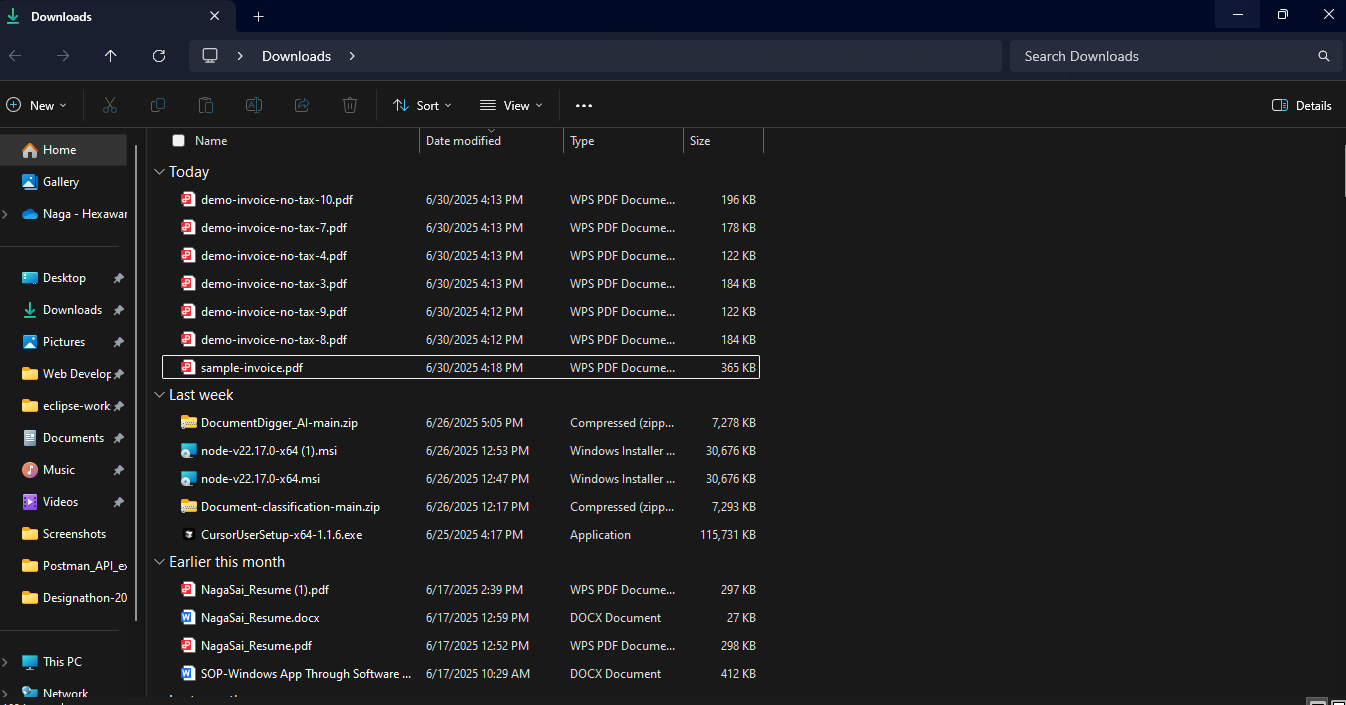 Downloads
Downloads
Search Downloads
New
Sort
View
Details
Name Date modified Type Size
Home
Gallery
Naga - Hexawar
Desktop
Downloads
Pictures
Web Develop
eclipse-work
Documents
Music
Videos
Screenshots
Postman_API_ex
Designathon-20
This PC
Network
Today
demo-invoice-no-tax-10.pdf 6/30/2025 4:13 PM WPS PDF Docume... 196 KB
demo-invoice-no-tax-7.pdf 6/30/2025 4:13 PM WPS PDF Docume... 178 KB
demo-invoice-no-tax-4.pdf 6/30/2025 4:13 PM WPS PDF Docume... 122 KB
demo-invoice-no-tax-3.pdf 6/30/2025 4:13 PM WPS PDF Docume... 184 KB
demo-invoice-no-tax-9.pdf 6/30/2025 4:12 PM WPS PDF Docume... 122 KB
demo-invoice-no-tax-8.pdf 6/30/2025 4:12 PM WPS PDF Docume... 184 KB
sample-invoice.pdf 6/30/2025 4:18 PM WPS PDF Docume... 365 KB
Last week
DocumentDigger_AI-main.zip 6/26/2025 5:05 PM Compressed (zipp... 7,278 KB
node-v22.17.0-x64 (1).msi 6/26/2025 12:53 PM Windows Installer ... 30,676 KB
node-v22.17.0-x64.msi 6/26/2025 12:47 PM Windows Installer ... 30,676 KB
Document-classification-main.zip 6/26/2025 12:17 PM Compressed (zipp... 7,293 KB
CursorUserSetup-x64-1.1.6.exe 6/25/2025 4:17 PM Application 115,731 KB
Earlier this month
NagaSai_Resume (1).pdf 6/17/2025 2:39 PM WPS PDF Docume... 297 KB
NagaSai_Resume.docx 6/17/2025 12:59 PM DOCX Document 27 KB
NagaSai_Resume.pdf 6/17/2025 12:52 PM WPS PDF Docume... 298 KB
SOP-Windows App Through Software ... 6/17/2025 10:29 AM DOCX Document 412 KB